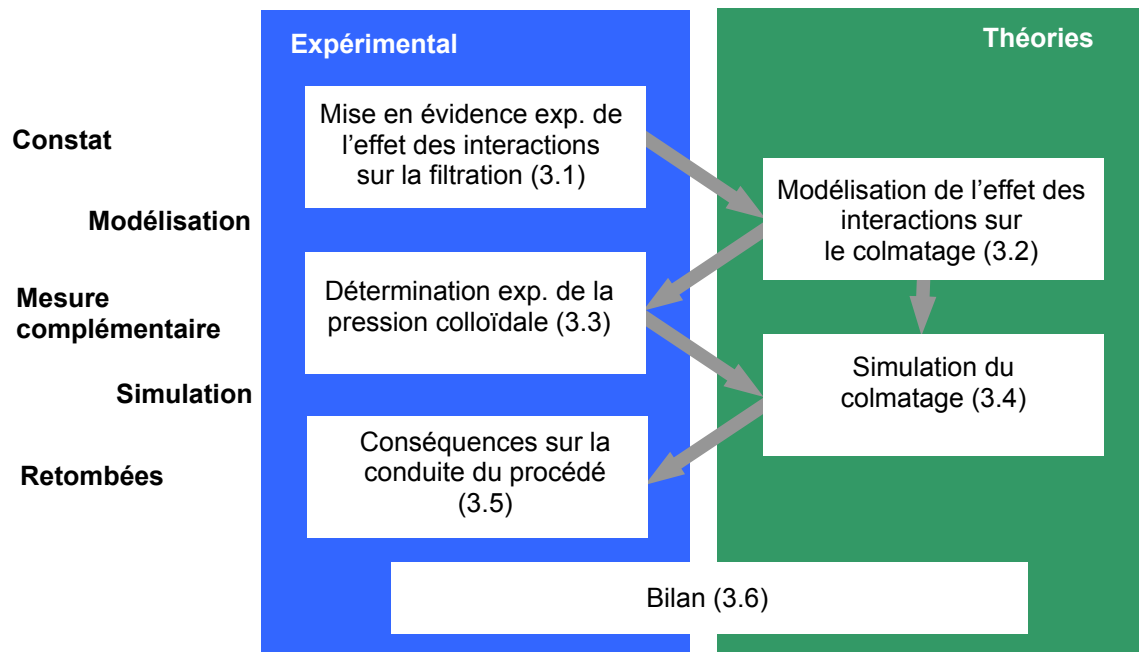 Expérimental
Théories
Constat
Mise en évidence exp. de
l'effet des interactions
sur la filtration (3.1)
Modélisation
Modélisation de l'effet des
interactions sur
le colmatage (3.2)
Mesure
complémentaire
Détermination exp. de la
pression colloïdale (3.3)
Simulation
Simulation du
colmatage (3.4)
Retombées
Conséquences sur la
conduite du procédé
(3.5)
Bilan (3.6)